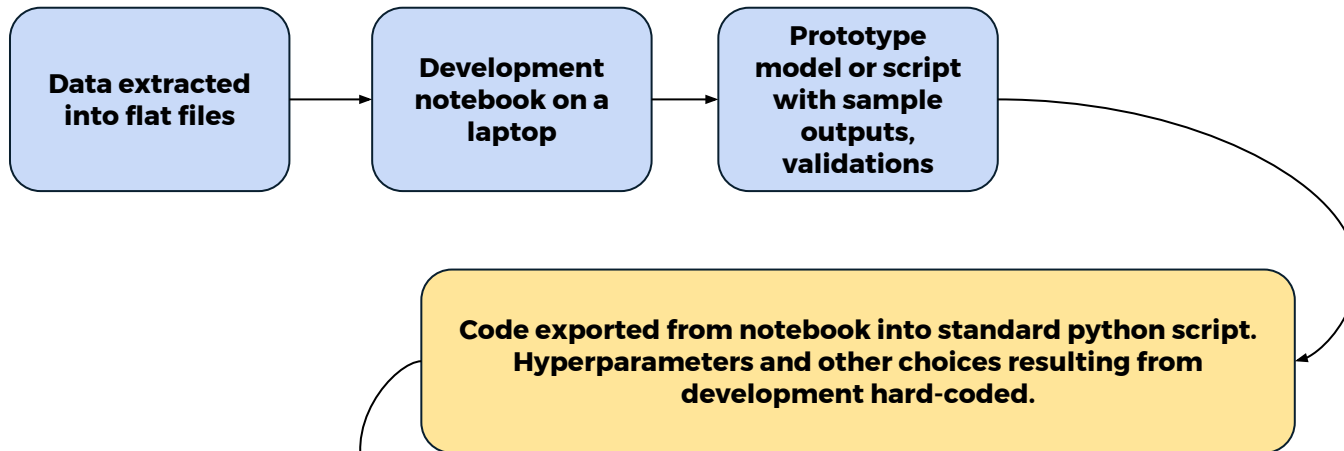 Data extracted
into flat files
Development
notebook on a
laptop
Prototype
model or script
with sample
outputs,
validations
Code exported from notebook into standard python script.
Hyperparameters and other choices resulting from
development hard-coded.